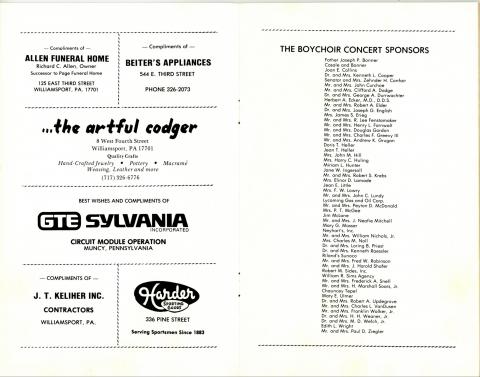 — Compliments of —
ALLEN FUNERAL HOME
Richard C. Allen, Owner
Successor to Page Funeral Home
125 EAST THIRD STREET
WILLIAMSPORT, PA. 17701
— Compliments of —
BEITER'S APPLIANCES
544 E. THIRD STREET
PHONE 326-2073
...the artful codger
8 West Fourth Street
Williamsport, PA 17701
Quality Crafts
Hand-Crafted Jewelry • Pottery • Macramé
Weaving, Leather and more
(717) 326-6776
BEST WISHES AND COMPLIMENTS OF
GTE SYLVANIA
INCORPORATED
CIRCUIT MODULE OPERATION
MUNCY, PENNSYLVANIA
— COMPLIMENTS OF —
J. T. KELIHER INC.
CONTRACTORS
WILLIAMSPORT, PA.
Harder
SPORTING
GOODS
336 PINE STREET
Serving Sportsmen Since 1883
THE BOYCHOIR CONCERT SPONSORS
Father Joseph P. Bonner
Casale and Bonner
Joan E. Collins
Dr. and Mrs. Kenneth L. Cooper
Senator and Mrs. Zehnder H. Confair
Mr. and Mrs. John Curchoe
Mr. and Mrs. Clifford A. Dodge
Dr. and Mrs. George A. Durrwachter
Herbert A. Ecker, M.D., D.D.S.
Mr. and Mrs. Robert A. Elder
Dr. and Mrs. Joseph G. English
Mrs. James S. Erieg
Mr. and Mrs. R. Lee Fenstamaker
Mr. and Mrs. Henry L. Fornwalt
Mr. and Mrs. Douglas Gordon
Mr. and Mrs. Charles F. Greevy III
Mr. and Mrs. Andrew K. Grugan
Doris T. Heller
Jean T. Heller
Mrs. John M. Hill
Mrs. Harry C. Huling
Miriam L. Hunter
Jane W. Ingersoll
Mr. and Mrs. Robert S. Krebs
Mrs. Elinor D. Lamade
Jean E. Little
Mrs. F. W. Lowry
Mr. and Mrs. John C. Lundy
Lycoming Gas and Oil Corp.
Mr. and Mrs. Peyton D. McDonald
Mrs. P. T. McGee
Jim McLane
Mr. and Mrs. J. Neafie Mitchell
Mary G. Mosser
Neyhart's, Inc.
Mr. and Mrs. William Nichols, Jr.
Mrs. Charles M. Noll
Dr. and Mrs. Loring B. Priest
Dr. and Mrs. Kenneth Raessler
Riland's Sunoco
Mr. and Mrs. Fred W. Robinson
Mr. and Mrs. J. Harold Shafer
Robert M. Sides, Inc.
William R. Sims Agency
Mr. and Mrs. Frederick A. Snell
Mr. and Mrs. H. Marshall Soars, Jr.
Chauncey Tepel
Mary E. Ulmer
Dr. and Mrs. Robert A. Updegrove
Mr. and Mrs. Charles L. VanDusen
Mr. and Mrs. Franklin Walker, Jr.
Dr. and Mrs. H. H. Weaner, Jr.
Dr. and Mrs. M. D. Welch, Jr.
Edith L. Wright
Mr. and Mrs. Paul D. Ziegler